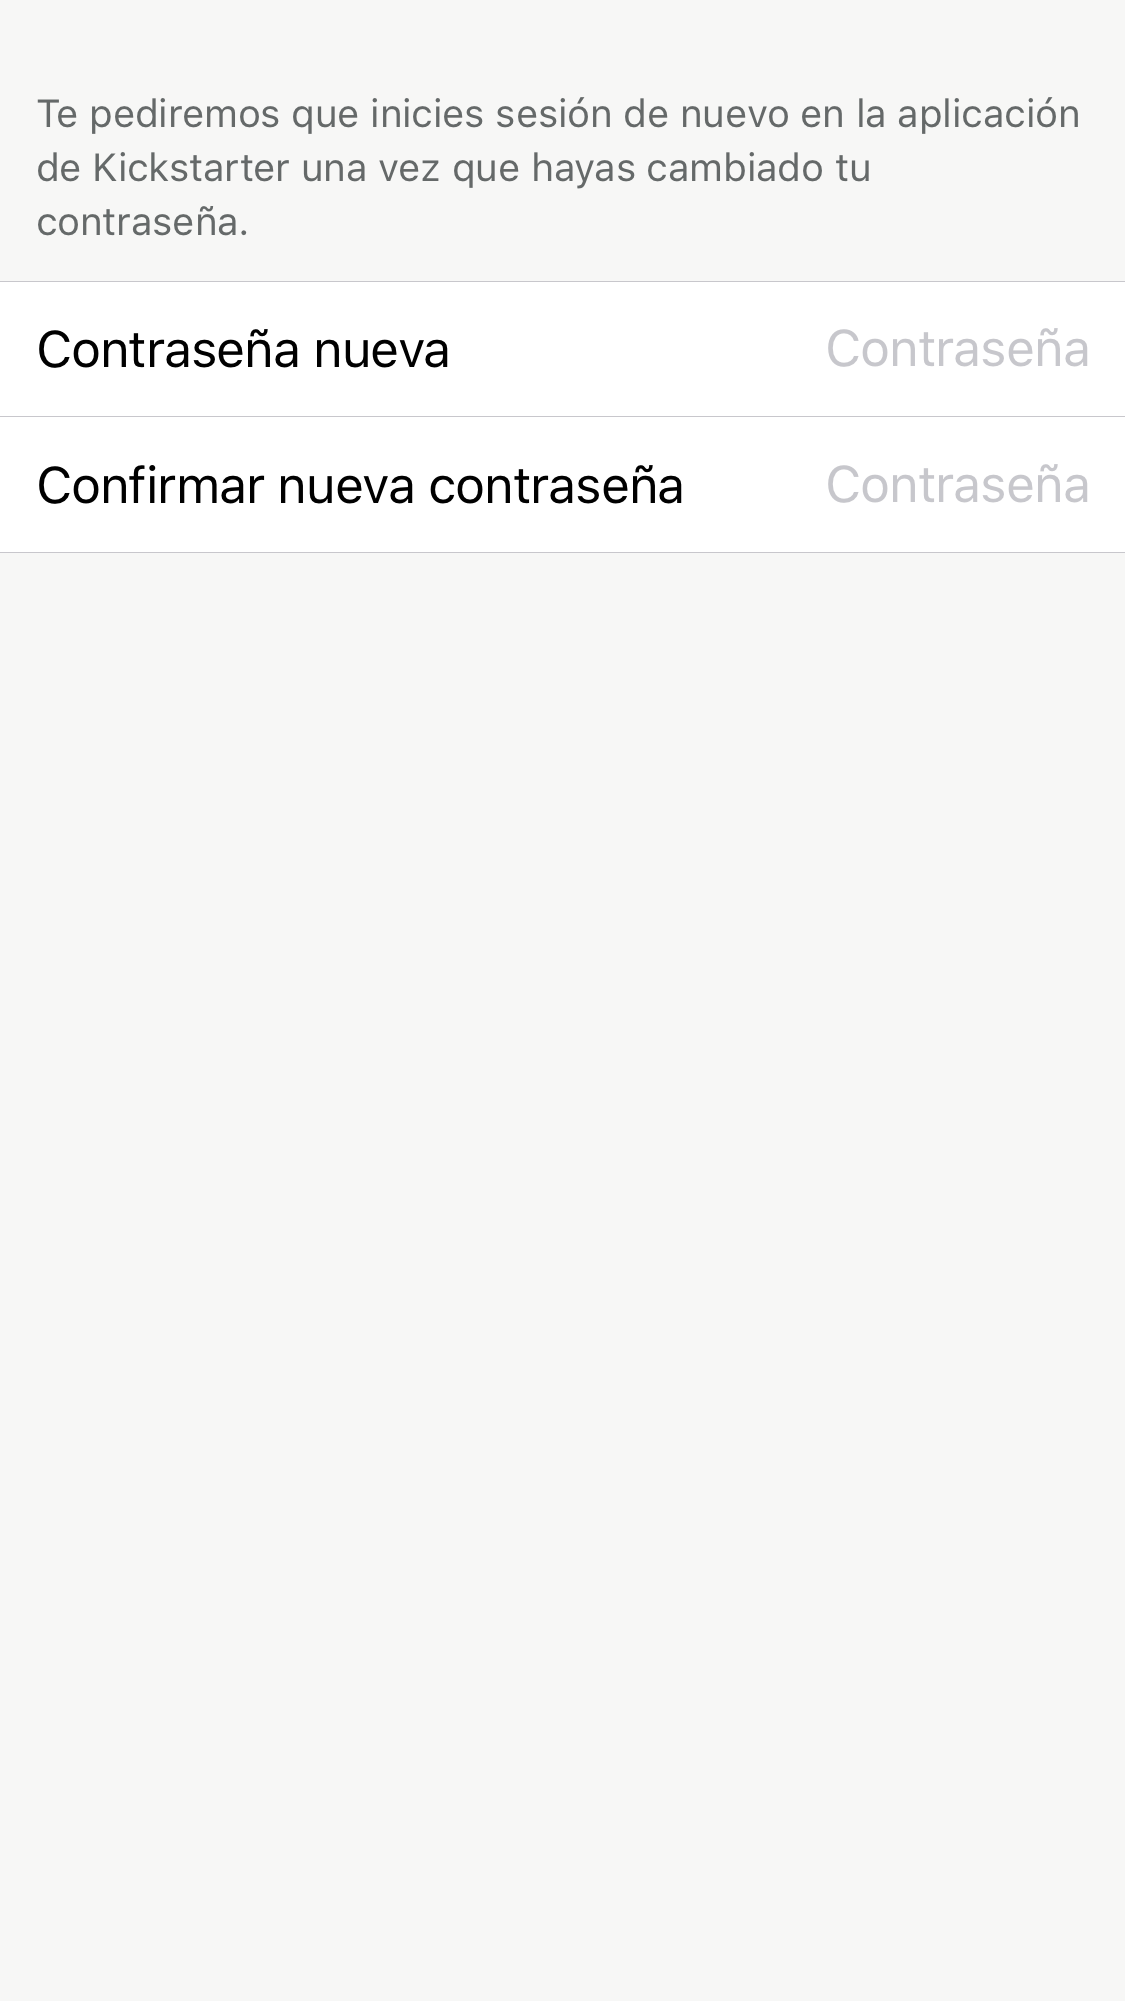 Te pediremos que inicies sesión de nuevo en la aplicación
de Kickstarter una vez que hayas cambiado tu
contraseña.
Contraseña nueva Contraseña
Confirmar nueva contraseña Contraseña